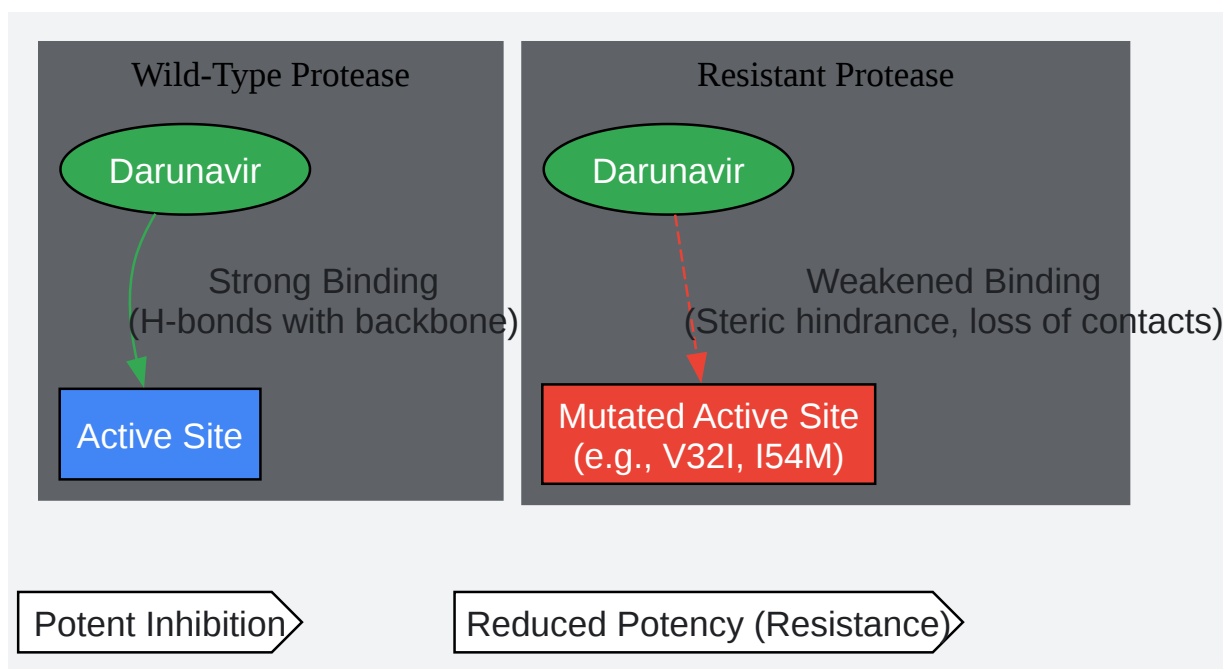 Wild-Type Protease
Darunavir
Strong Binding
(H-bonds with backbone)
Active Site
Resistant Protease
Darunavir
Weakened Binding
(Steric hindrance, loss of contacts)
Mutated Active Site
(e.g., V32I, I54M)
Potent Inhibition
Reduced Potency (Resistance)